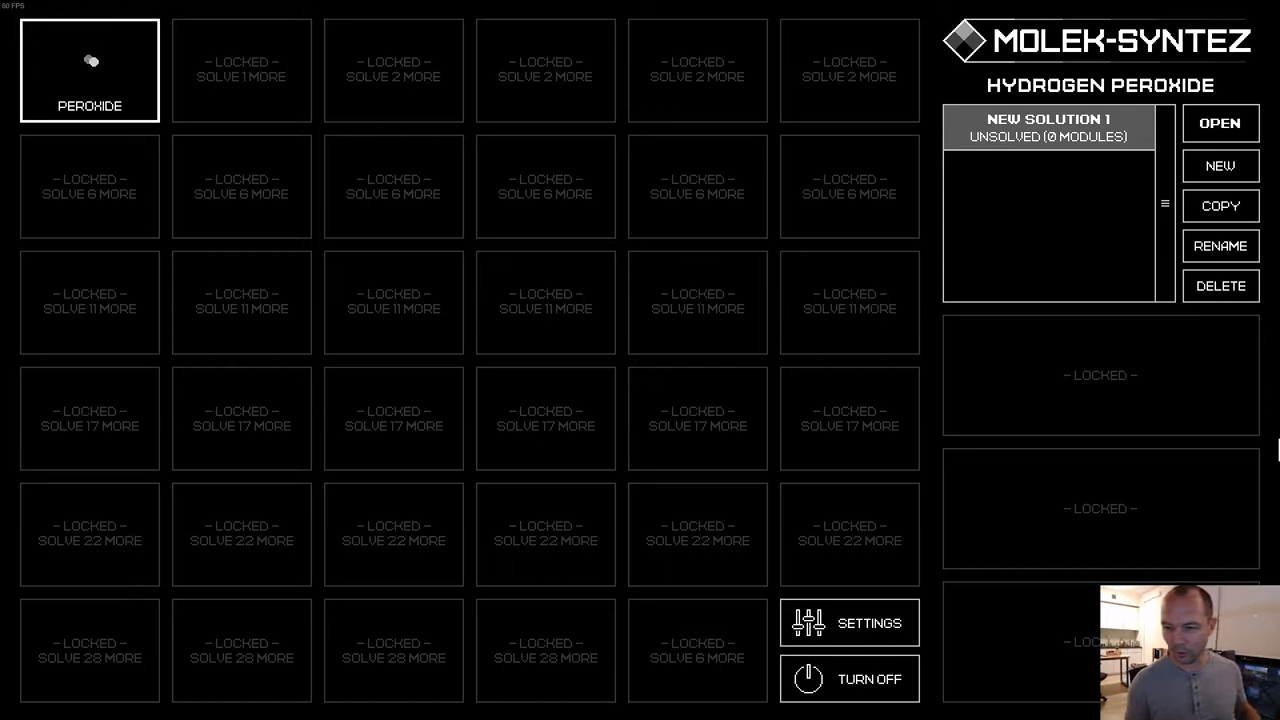 60 FPS
PEROXIDE
- LOCKED -
SOLVE 1 MORE
- LOCKED -
SOLVE 2 MORE
- LOCKED -
SOLVE 2 MORE
- LOCKED -
SOLVE 2 MORE
- LOCKED -
SOLVE 2 MORE
- LOCKED -
SOLVE 6 MORE
- LOCKED -
SOLVE 6 MORE
- LOCKED -
SOLVE 6 MORE
- LOCKED -
SOLVE 6 MORE
- LOCKED -
SOLVE 6 MORE
- LOCKED -
SOLVE 6 MORE
- LOCKED -
SOLVE 11 MORE
- LOCKED -
SOLVE 11 MORE
- LOCKED -
SOLVE 11 MORE
- LOCKED -
SOLVE 11 MORE
- LOCKED -
SOLVE 11 MORE
- LOCKED -
SOLVE 11 MORE
- LOCKED -
SOLVE 17 MORE
- LOCKED -
SOLVE 17 MORE
- LOCKED -
SOLVE 17 MORE
- LOCKED -
SOLVE 17 MORE
- LOCKED -
SOLVE 17 MORE
- LOCKED -
SOLVE 17 MORE
- LOCKED -
SOLVE 22 MORE
- LOCKED -
SOLVE 22 MORE
- LOCKED -
SOLVE 22 MORE
- LOCKED -
SOLVE 22 MORE
- LOCKED -
SOLVE 22 MORE
- LOCKED -
SOLVE 22 MORE
- LOCKED -
SOLVE 28 MORE
- LOCKED -
SOLVE 28 MORE
- LOCKED -
SOLVE 28 MORE
- LOCKED -
SOLVE 28 MORE
- LOCKED -
SOLVE 6 MORE
SETTINGS
TURN OFF
MOLEK-SYNTEZ
HYDROGEN PEROXIDE
NEW SOLUTION 1
UNSOLVED (0 MODULES)
OPEN
NEW
COPY
RENAME
DELETE
- LOCKED -
- LOCKED -